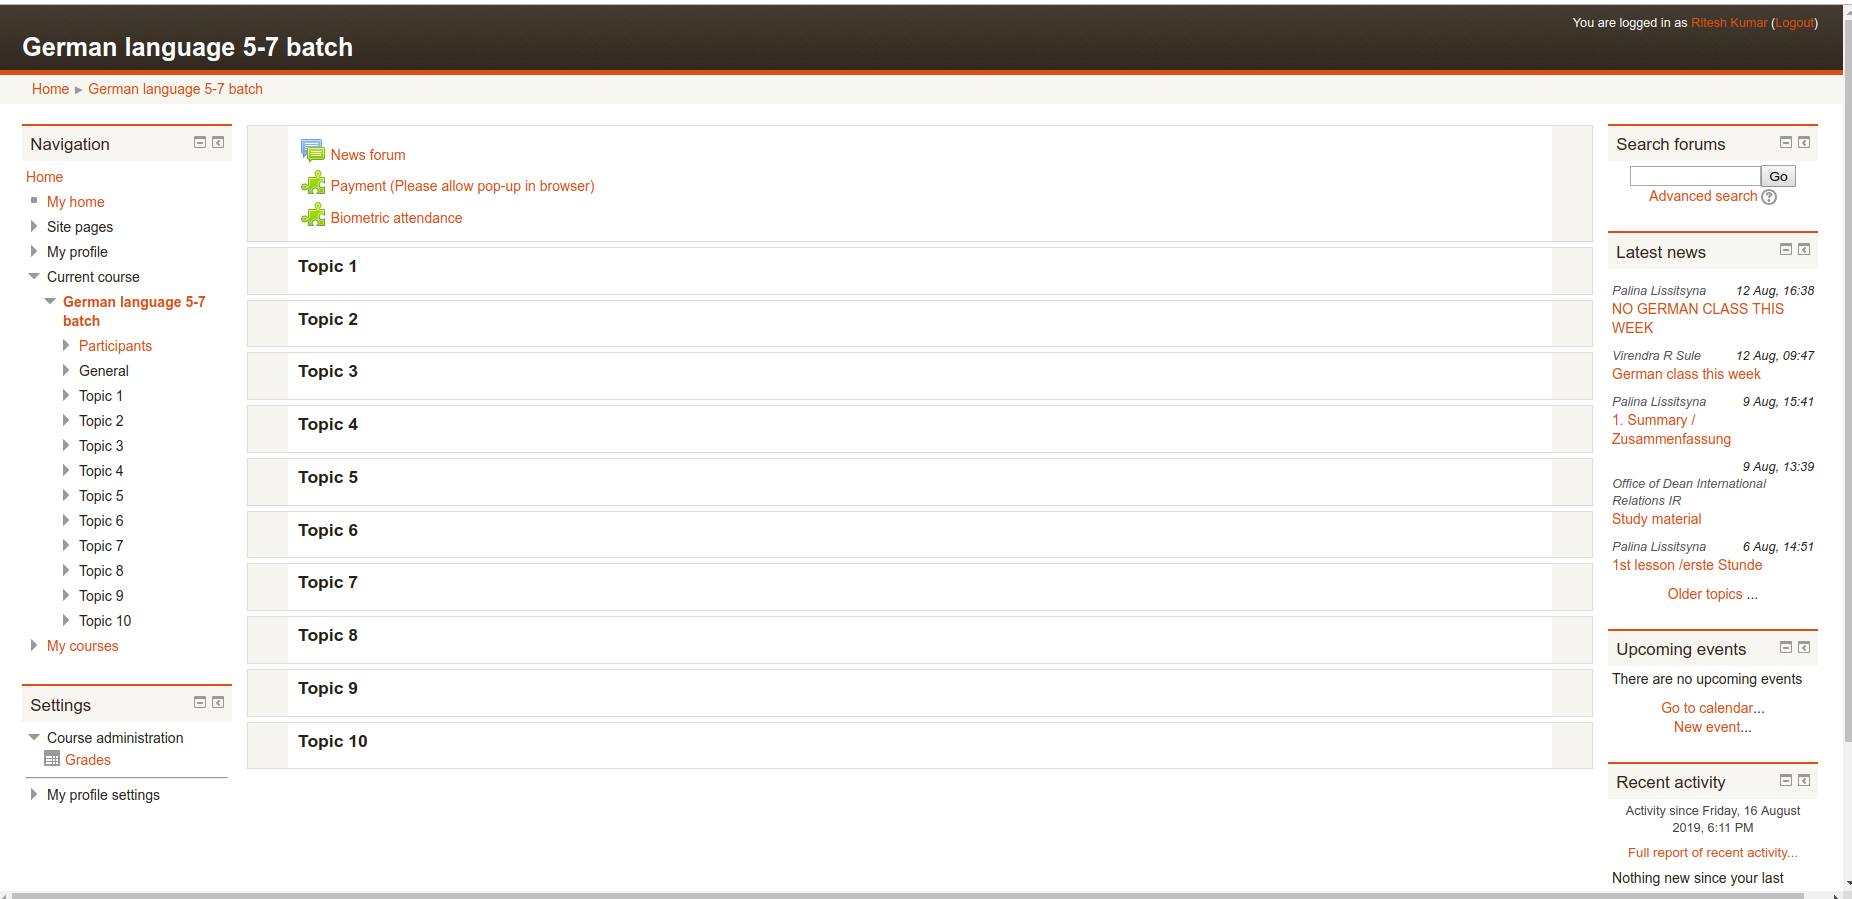 You are logged in as Ritesh Kumar (Logout)
German language 5-7 batch
Home ► German language 5-7 batch
Navigation
Home
My home
Site pages
My profile
Current course
German language 5-7
batch
Participants
General
Topic 1
Topic 2
Topic 3
Topic 4
Topic 5
Topic 6
Topic 7
Topic 8
Topic 9
Topic 10
My courses
Settings
Course administration
Grades
My profile settings
News forum
Payment (Please allow pop-up in browser)
Biometric attendance
Topic 1
Topic 2
Topic 3
Topic 4
Topic 5
Topic 6
Topic 7
Topic 8
Topic 9
Topic 10
Search forums
Go
Advanced search ?
Latest news
Palina Lissitsyna 12 Aug, 16:38
NO GERMAN CLASS THIS
WEEK
Virendra R Sule 12 Aug, 09:47
German class this week
Palina Lissitsyna 9 Aug, 15:41
1. Summary /
Zusammenfassung
9 Aug, 13:39
Office of Dean International
Relations IR
Study material
Palina Lissitsyna 6 Aug, 14:51
1st lesson /erste Stunde
Older topics ...
Upcoming events
There are no upcoming events
Go to calendar...
New event...
Recent activity
Activity since Friday, 16 August
2019, 6:11 PM
Full report of recent activity...
Nothing new since your last